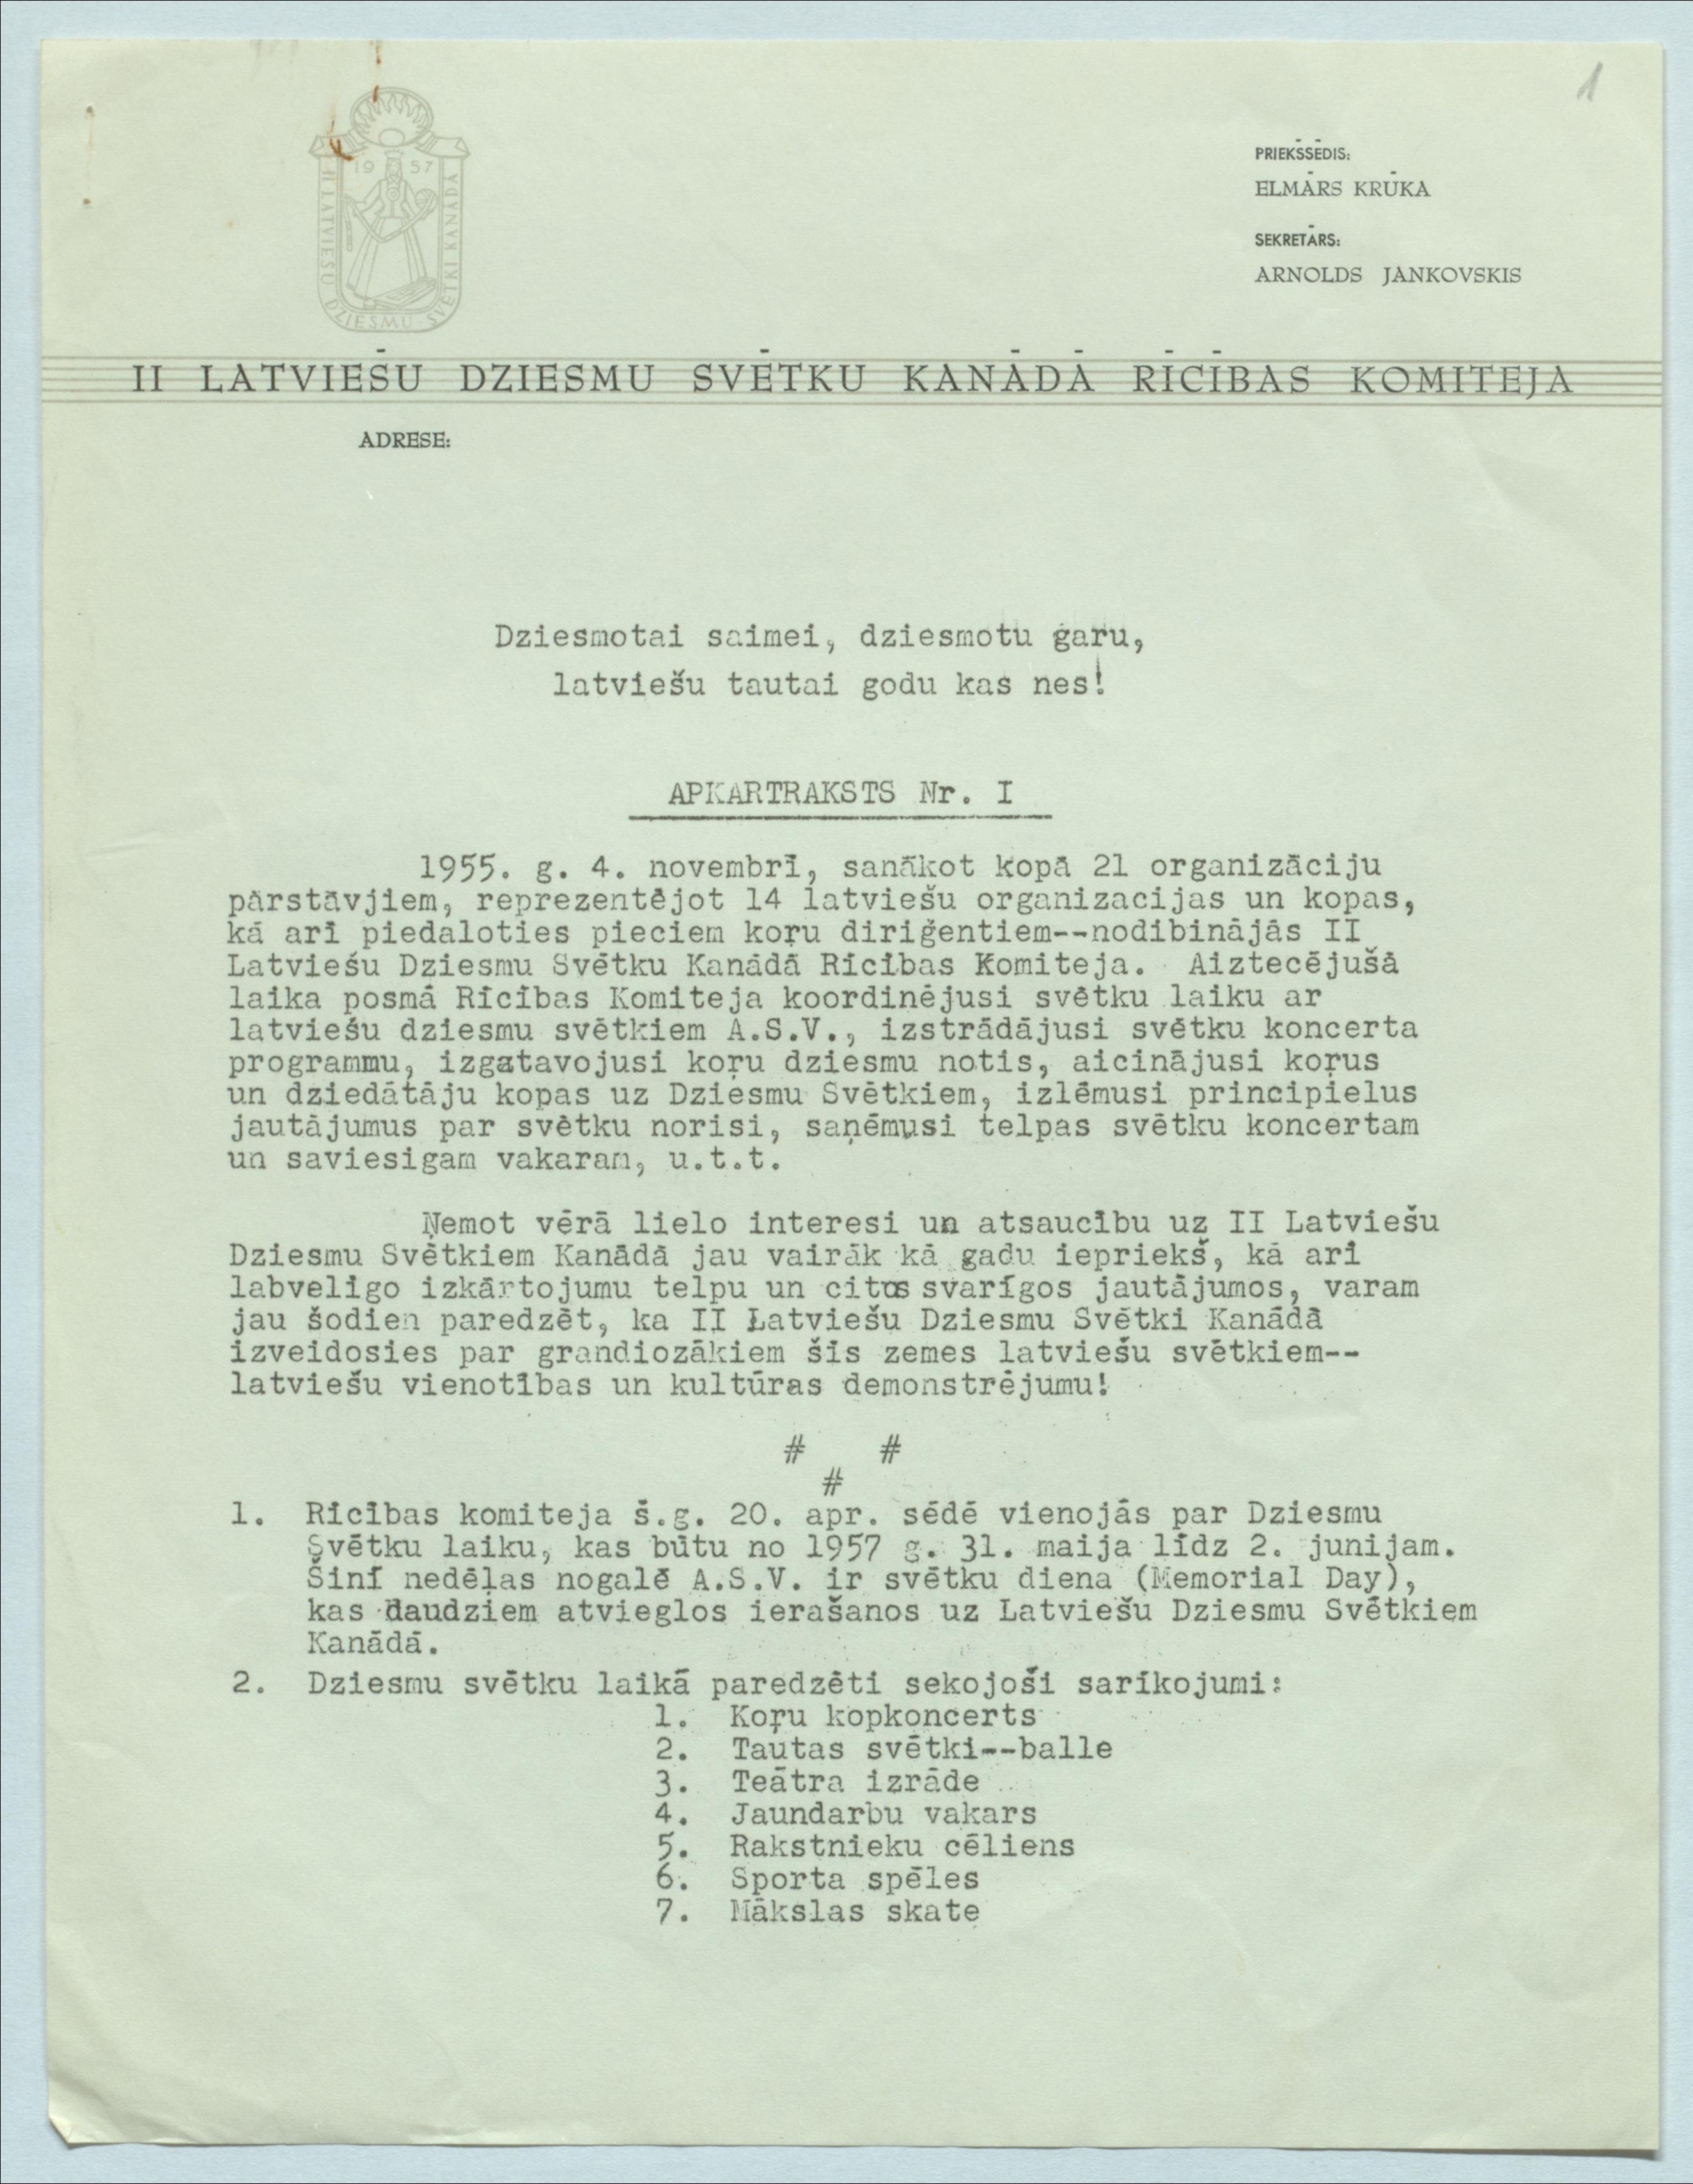 1
19 57
II LATVIEŠU DZIESMU SVĒTKI KANĀDĀ
PRIEKŠSĒDIS:
ELMĀRS KRŪKA
SEKRETĀRS:
ARNOLDS JANKOVSKIS
II LATVIEŠU DZIESMU SVĒTKU KANĀDĀ RĪCĪBAS KOMITEJA
ADRESE:
Dziesmotai saimei, dziesmotu garu,
latviešu tautai godu kas nes!
APKARTRAKSTS Nr. I
1955. g. 4. novembrī, sanākot kopā 21 organizāciju
pārstāvjiem, reprezentējot 14 latviešu organizacijas un kopas,
kā arī piedaloties pieciem koŗu diriģentiem--nodibinājās II
Latviešu Dziesmu Svētku Kanādā Rīcības Komiteja. Aiztecējušā
laika posmā Rīcības Komiteja koordinējusi svētku laiku ar
latviešu dziesmu svētkiem A.S.V., izstrādājusi svētku koncerta
programmu, izgatavojusi koŗu dziesmu notis, aicinājusi koŗus
un dziedātāju kopas uz Dziesmu Svētkiem, izlēmusi principielus
jautājumus par svētku norisi, saņēmusi telpas svētku koncertam
un saviesigam vakaram, u.t.t.
Ņemot vērā lielo interesi un atsaucību uz II Latviešu
Dziesmu Svētkiem Kanādā jau vairāk kā gadu iepriekš, kā arī
labvelīgo izkārtojumu telpu un citos svarīgos jautājumos, varam
jau šodien paredzēt, ka II Latviešu Dziesmu Svētki Kanādā
izveidosies par grandiozākiem šīs zemes latviešu svētkiem--
latviešu vienotības un kultūras demonstrējumu!
# #
#
1. Rīcības komiteja š.g. 20. apr. sēdē vienojās par Dziesmu
Svētku laiku, kas būtu no 1957 g. 31. maija līdz 2. junijam.
Šinī nedēļas nogalē A.S.V. ir svētku diena (Memorial Day),
kas daudziem atvieglos ierašanos uz Latviešu Dziesmu Svētkiem
Kanādā.
2. Dziesmu svētku laikā paredzēti sekojoši sarīkojumi:
1. Koŗu kopkoncerts
2. Tautas svētki--balle
3. Teātra izrāde
4. Jaundarbu vakars
5. Rakstnieku cēliens
6. Sporta spēles
7. Mākslas skate